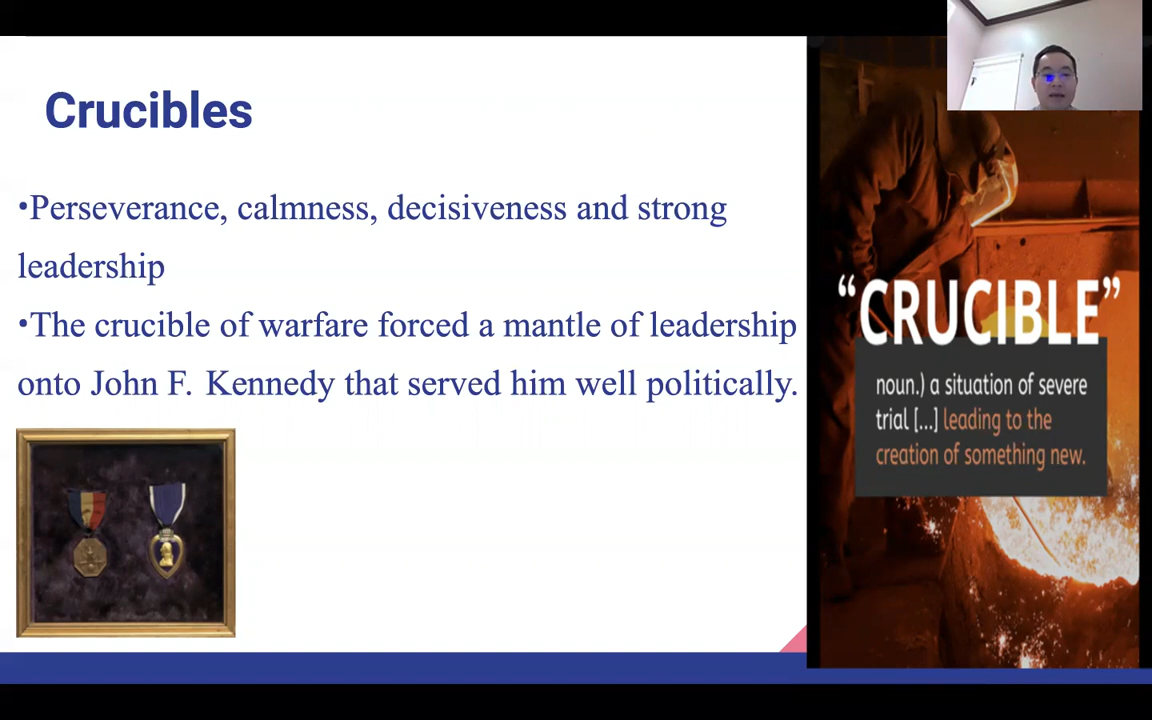 Crucibles
•Perseverance, calmness, decisiveness and strong
leadership
•The crucible of warfare forced a mantle of leadership
onto John F. Kennedy that served him well politically.
“CRUCIBLE”
noun.) a situation of severe
trial [...] leading to the
creation of something new.